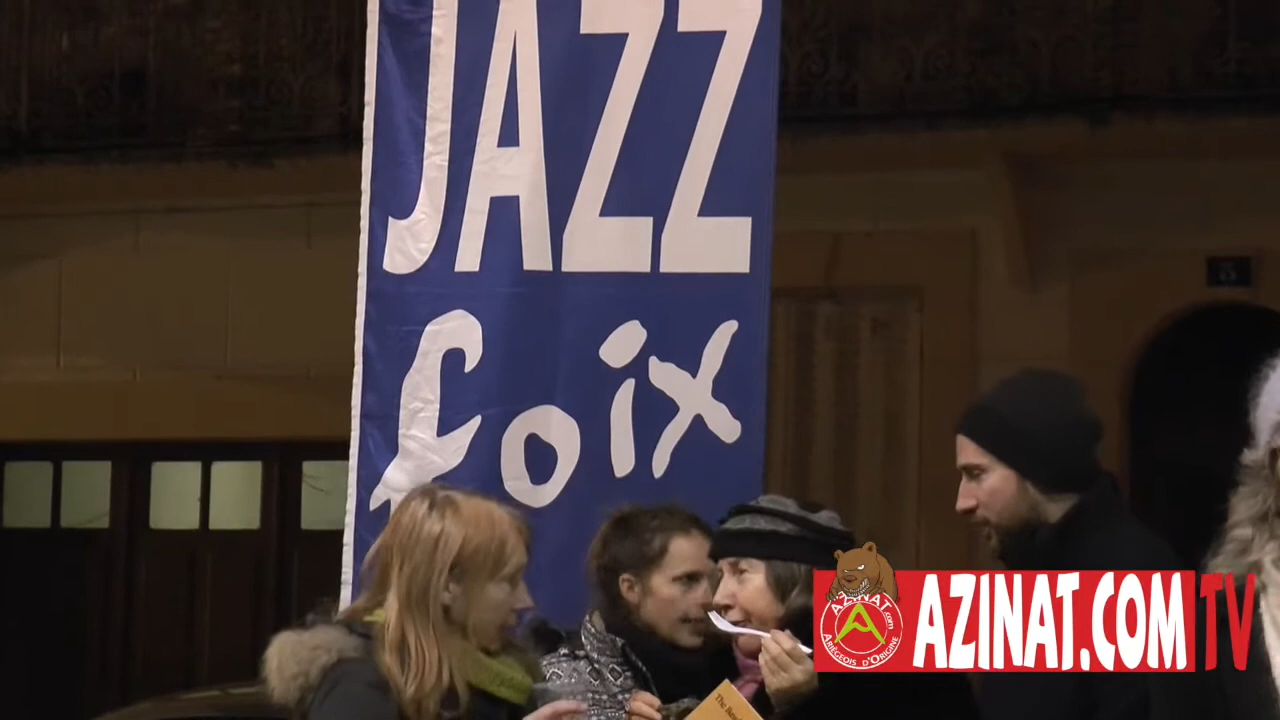 JAZZ
foix
AZINAT.COM TV
AZINAT.com
ARIÉGEOIS D'ORIGINE